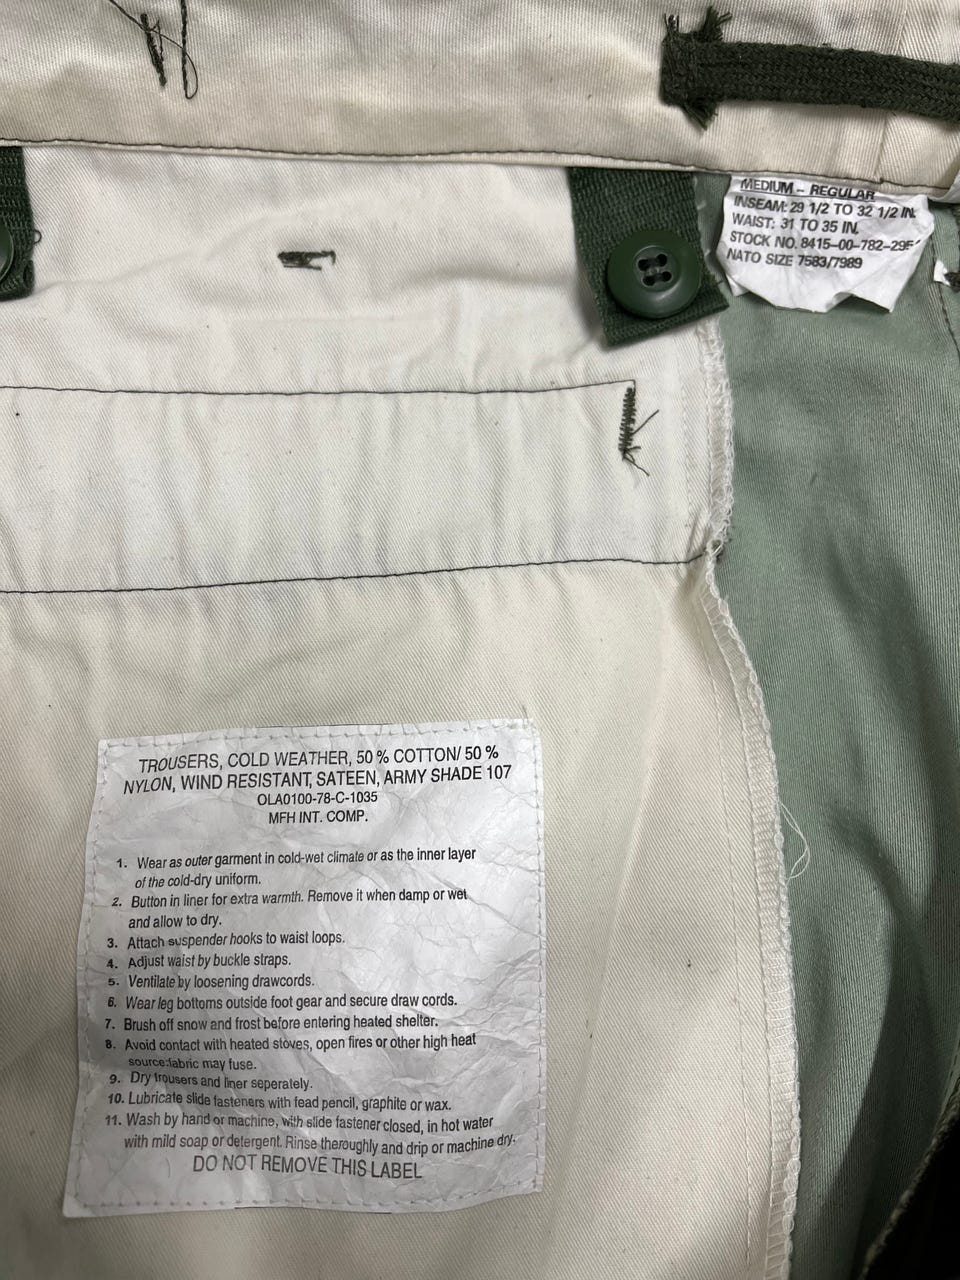 MEDIUM – REGULAR
INSEAM: 29 1/2 TO 32 1/2 IN.
WAIST: 31 TO 35 IN.
STOCK NO. 8415–00–782–295
NATO SIZE 7583/7989
TROUSERS, COLD WEATHER, 50 % COTTON/ 50 %
NYLON, WIND RESISTANT, SATEEN, ARMY SHADE 107
OLA0100-78-C-1035
MFH INT. COMP.
1. Wear as outer garment in cold-wet climate or as the inner layer
of the cold-dry uniform.
2. Button in liner for extra warmth. Remove it when damp or wet
and allow to dry.
3. Attach suspender hooks to waist loops.
4. Adjust waist by buckle straps.
5. Ventilate by loosening drawcords.
6. Wear leg bottoms outside foot gear and secure draw cords.
7. Brush off snow and frost before entering heated shelter.
8. Avoid contact with heated stoves, open fires or other high heat
source:fabric may fuse.
9. Dry trousers and liner seperately.
10. Lubricate slide fasteners with fead pencil, graphite or wax.
11. Wash by hand or machine, with slide fastener closed, in hot water
with mild soap or detergent. Rinse theroughly and drip or machine dry.
DO NOT REMOVE THIS LABEL